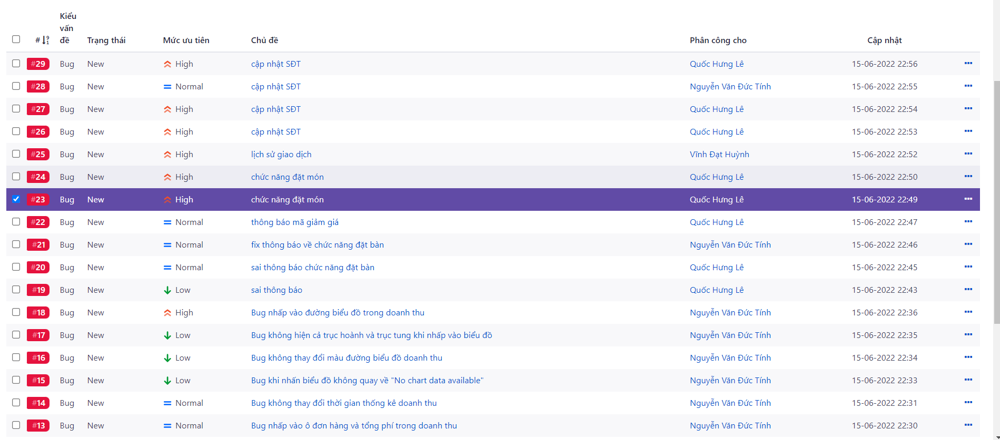 # Kiểu vấn đề Trạng thái Mức ưu tiên Chủ đề Phân công cho Cập nhật
#29 Bug New High cập nhật SĐT Quốc Hưng Lê 15-06-2022 22:56
#28 Bug New Normal cập nhật SĐT Nguyễn Văn Đức Tính 15-06-2022 22:55
#27 Bug New High cập nhật SĐT Quốc Hưng Lê 15-06-2022 22:54
#26 Bug New High cập nhật SĐT Quốc Hưng Lê 15-06-2022 22:53
#25 Bug New High lịch sử giao dịch Vĩnh Đạt Huỳnh 15-06-2022 22:52
#24 Bug New High chức năng đặt món Quốc Hưng Lê 15-06-2022 22:50
#23 Bug New High chức năng đặt món Quốc Hưng Lê 15-06-2022 22:49
#22 Bug New Normal thông báo mã giảm giá Quốc Hưng Lê 15-06-2022 22:47
#21 Bug New Normal fix thông báo về chức năng đặt bàn Nguyễn Văn Đức Tính 15-06-2022 22:46
#20 Bug New Normal sai thông báo chức năng đặt bàn Quốc Hưng Lê 15-06-2022 22:45
#19 Bug New Low sai thông báo Quốc Hưng Lê 15-06-2022 22:43
#18 Bug New High Bug nhấp vào đường biểu đồ trong doanh thu Nguyễn Văn Đức Tính 15-06-2022 22:36
#17 Bug New Low Bug không hiện cả trục hoành và trục tung khi nhấp vào biểu đồ Nguyễn Văn Đức Tính 15-06-2022 22:35
#16 Bug New Low Bug không thay đổi màu đường biểu đồ doanh thu Nguyễn Văn Đức Tính 15-06-2022 22:34
#15 Bug New Low Bug khi nhấn biểu đồ không quay về "No chart data available" Nguyễn Văn Đức Tính 15-06-2022 22:33
#14 Bug New Normal Bug không thay đổi thời gian thống kê doanh thu Nguyễn Văn Đức Tính 15-06-2022 22:31
#13 Bug New Normal Bug nhấp vào ô đơn hàng và tổng phí trong doanh thu Nguyễn Văn Đức Tính 15-06-2022 22:30